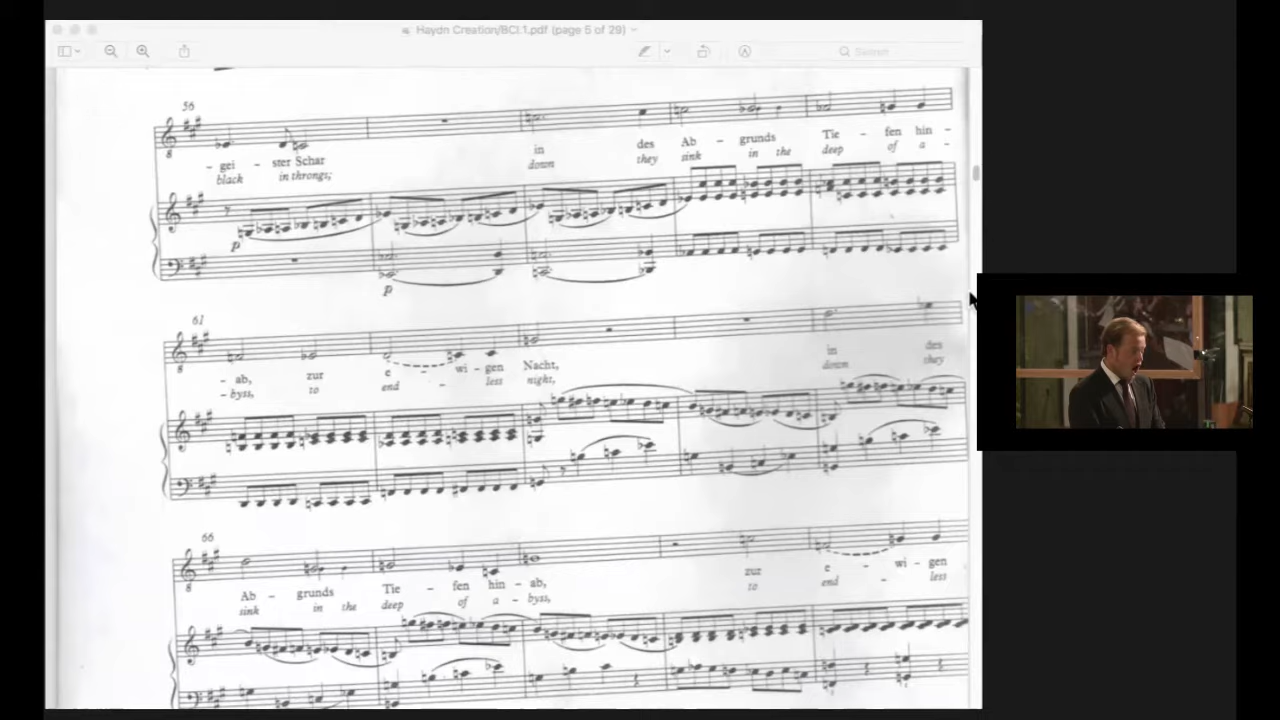 Haydn Creation/BCI.1.pdf (page 5 of 29)
Search
56
- gei - ster Schar in des Ab - grunds Tie - fen hin -
black in throngs; down they sink in the deep of a -
p
p
61
- ab, zur e wi - gen Nacht, in des
- byss, to end - less night, down they
66
Ab - grunds Tie - fen hin - ab, zur e - wi - gen
sink in the deep of a - byss, to end - less